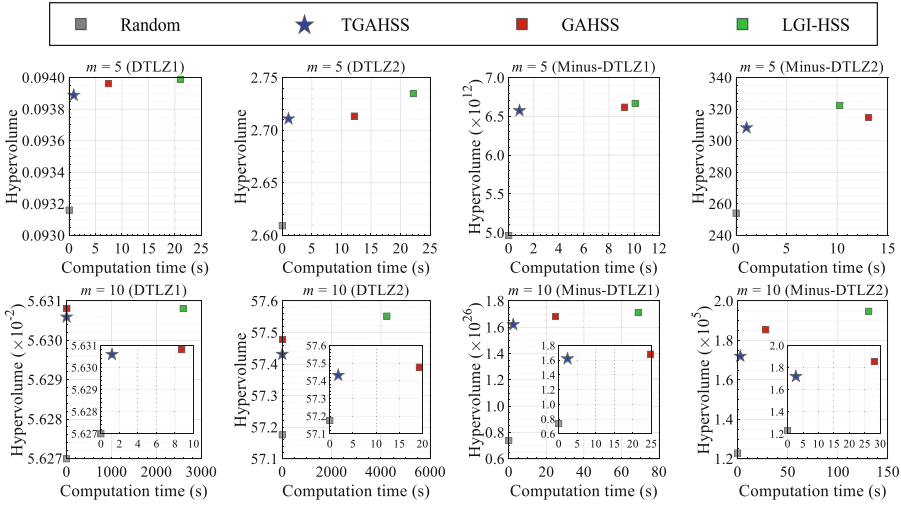 Random TGAHSS GAHSS LGI-HSS
m = 5 (DTLZ1)
Hypervolume
0.0940
0.0938
0.0936
0.0934
0.0932
0.0930
0 5 10 15 20 25
Computation time (s)
m = 5 (DTLZ2)
Hypervolume
2.75
2.70
2.65
2.60
0 5 10 15 20 25
Computation time (s)
m = 5 (Minus-DTLZ1)
Hypervolume (×10^12)
7.0
6.5
6.0
5.5
5.0
0 2 4 6 8 10 12
Computation time (s)
m = 5 (Minus-DTLZ2)
Hypervolume
340
320
300
280
260
240
0 5 10 15
Computation time (s)
m = 10 (DTLZ1)
Hypervolume (×10^-2)
5.631
5.630
5.629
5.628
5.627
0 1000 2000 3000
5.631
5.630
5.629
5.628
5.627
0 2 4 6 8 10
Computation time (s)
m = 10 (DTLZ2)
Hypervolume
57.6
57.5
57.4
57.3
57.2
57.1
0 2000 4000 6000
57.6
57.5
57.4
57.3
57.2
57.1
0 5 10 15 20
Computation time (s)
m = 10 (Minus-DTLZ1)
Hypervolume (×10^26)
1.8
1.6
1.4
1.2
1.0
0.8
0.6
0 20 40 60 80
1.8
1.6
1.4
1.2
1.0
0.8
0.6
0 5 10 15 20 25
Computation time (s)
m = 10 (Minus-DTLZ2)
Hypervolume (×10^5)
2.0
1.8
1.6
1.4
1.2
0 50 100 150
2.0
1.8
1.6
1.4
1.2
0 5 10 15 20 25 30
Computation time (s)